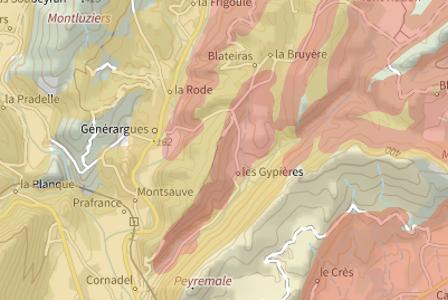 la Frigoule
Montluziers
Blateiras
la Bruyère
la Pradelle
la Rode
Générargues
162
400
les Gypières
la Planque
Montsauve
Prafrance
Cornadel
Peyremale
le Crès